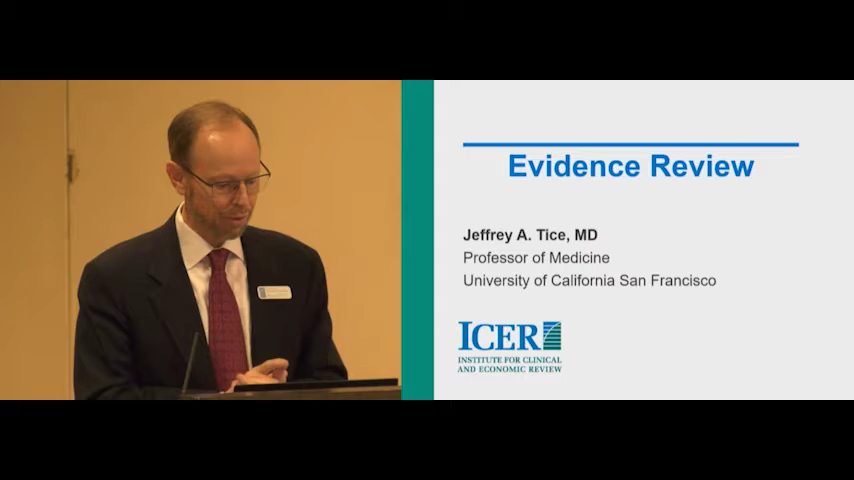 Evidence Review
Jeffrey A. Tice, MD
Professor of Medicine
University of California San Francisco
ICER
INSTITUTE FOR CLINICAL
AND ECONOMIC REVIEW